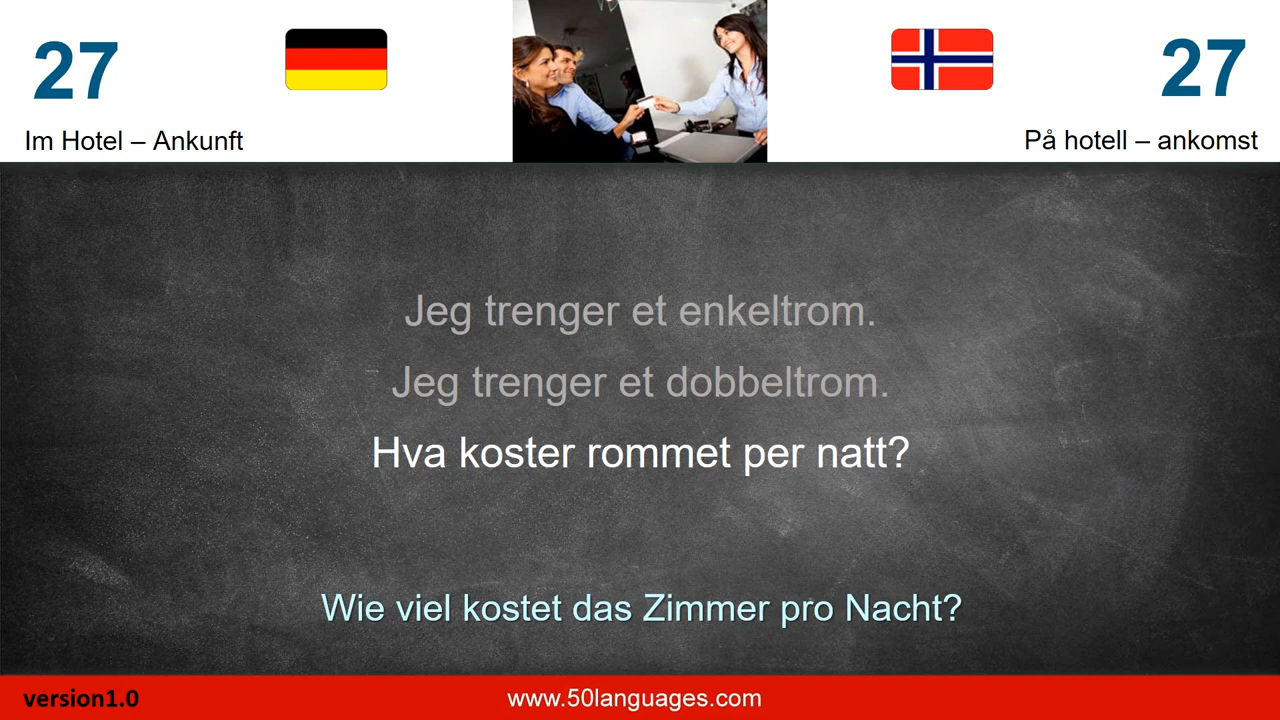 27
27
Im Hotel – Ankunft
På hotell – ankomst
Jeg trenger et enkeltrom.
Jeg trenger et dobbeltrom.
Hva koster rommet per natt?
Wie viel kostet das Zimmer pro Nacht?
version1.0
www.50languages.com